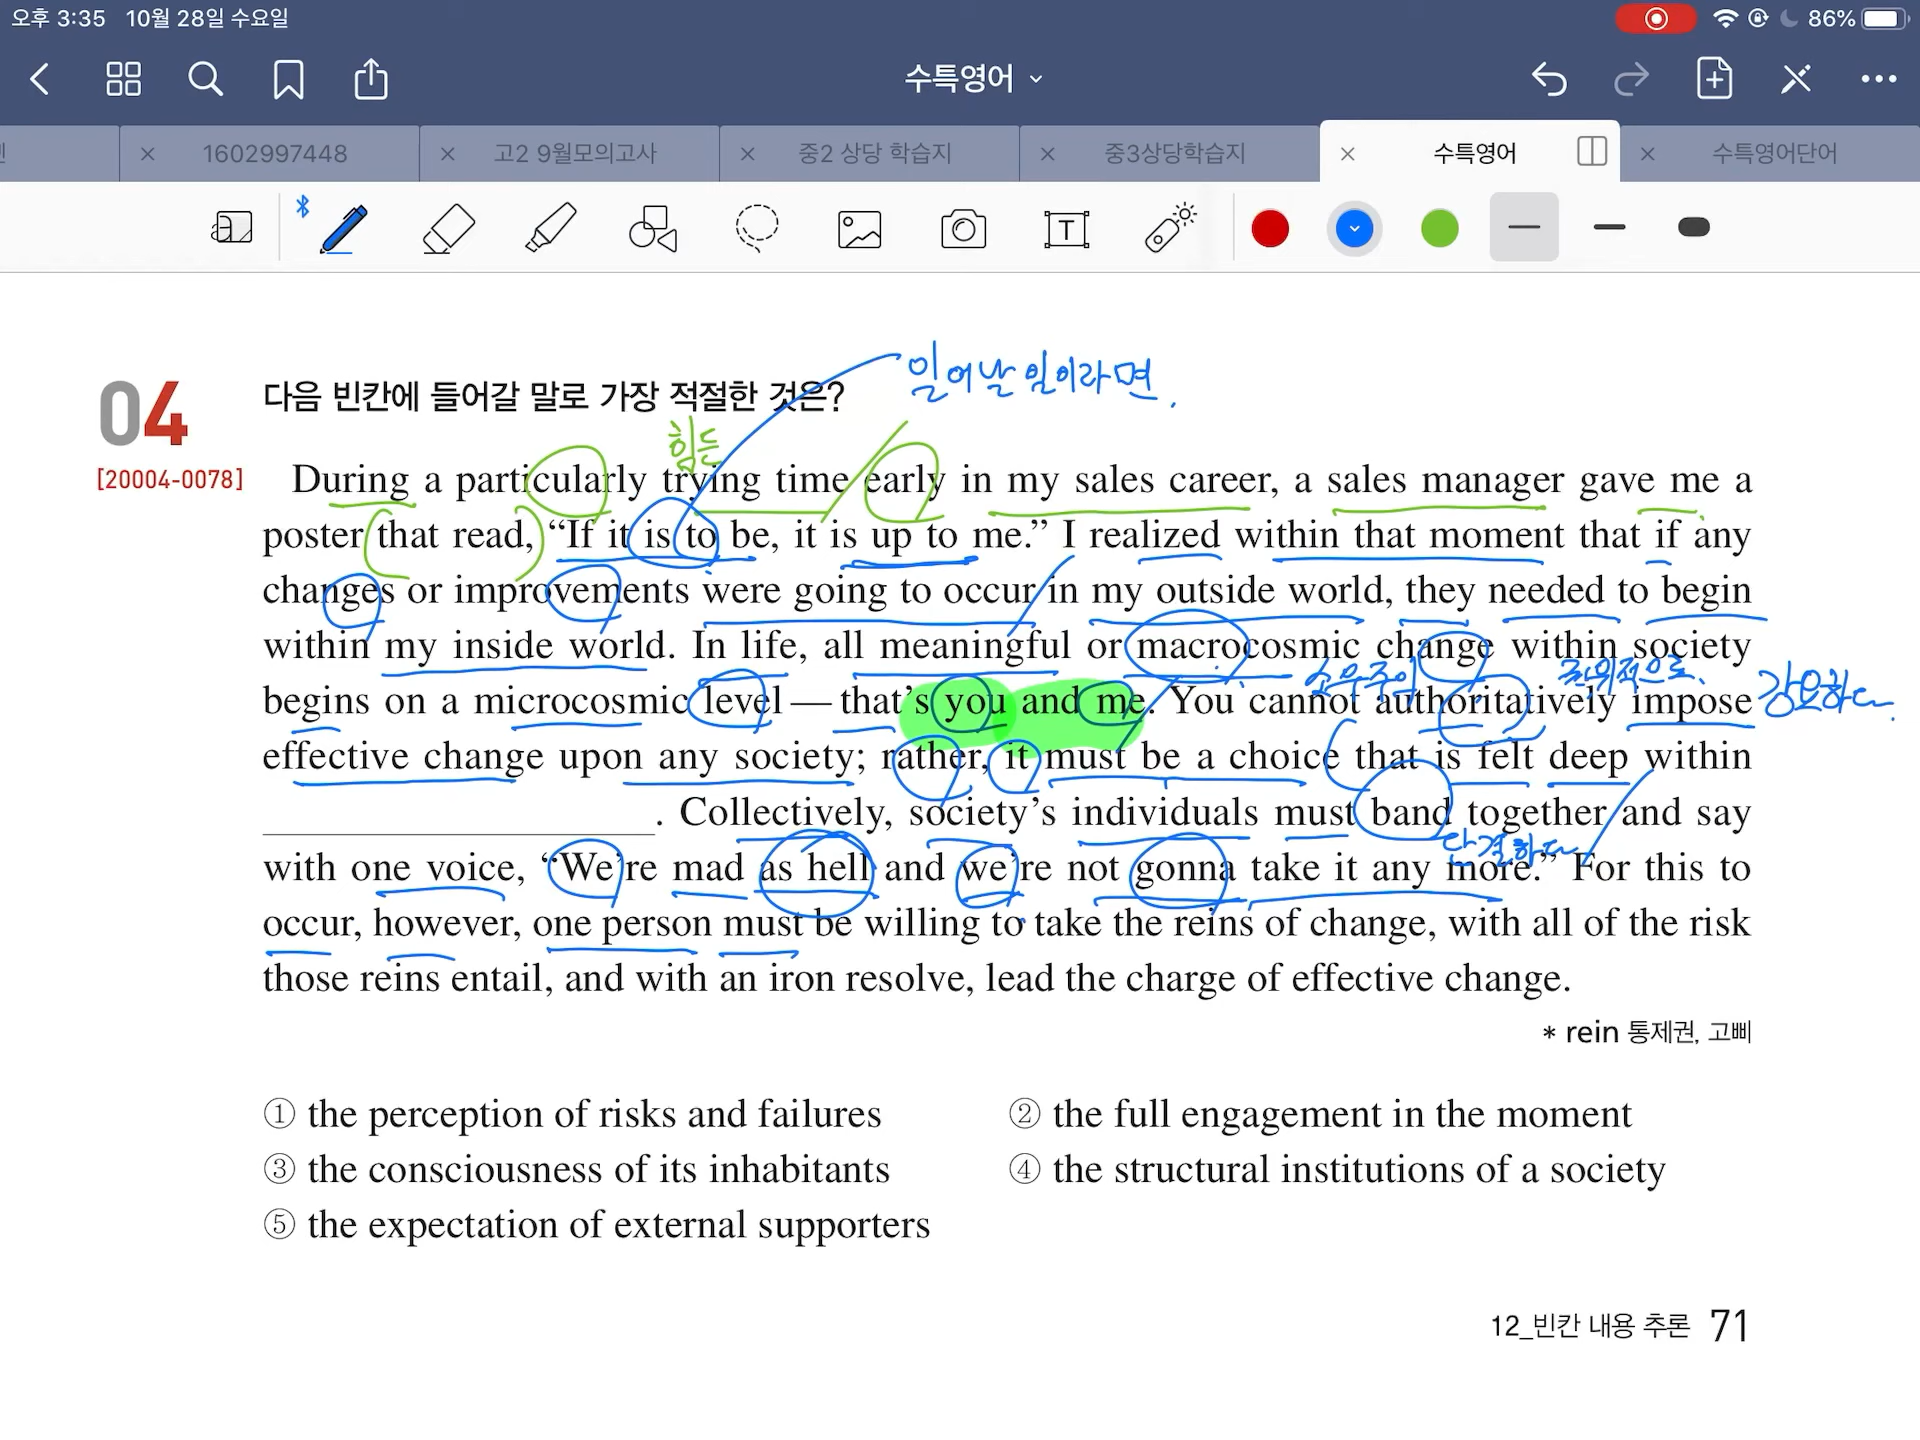 오후 3:35 10월 28일 수요일
86%
수특영어
1602997448
고2 9월모의고사
중2 상당 학습지
중3상당학습지
수특영어
수특영어단어
일어날 일이라면.
04
다음 빈칸에 들어갈 말로 가장 적절한 것은?
힘든
[20004-0078]
During a particularly trying time early in my sales career, a sales manager gave me a
poster that read, “If it is to be, it is up to me.” I realized within that moment that if any
changes or improvements were going to occur in my outside world, they needed to begin
within my inside world. In life, all meaningful or macrocosmic change within society
소우주의
권위적으로
강요하다.
begins on a microcosmic level — that’s you and me. You cannot authoritatively impose
effective change upon any society; rather, it must be a choice that is felt deep within
. Collectively, society’s individuals must band together and say
단결하다
with one voice, “We’re mad as hell and we’re not gonna take it any more.” For this to
occur, however, one person must be willing to take the reins of change, with all of the risk
those reins entail, and with an iron resolve, lead the charge of effective change.
* rein 통제권, 고삐
① the perception of risks and failures
② the full engagement in the moment
③ the consciousness of its inhabitants
④ the structural institutions of a society
⑤ the expectation of external supporters
12_빈칸 내용 추론 71